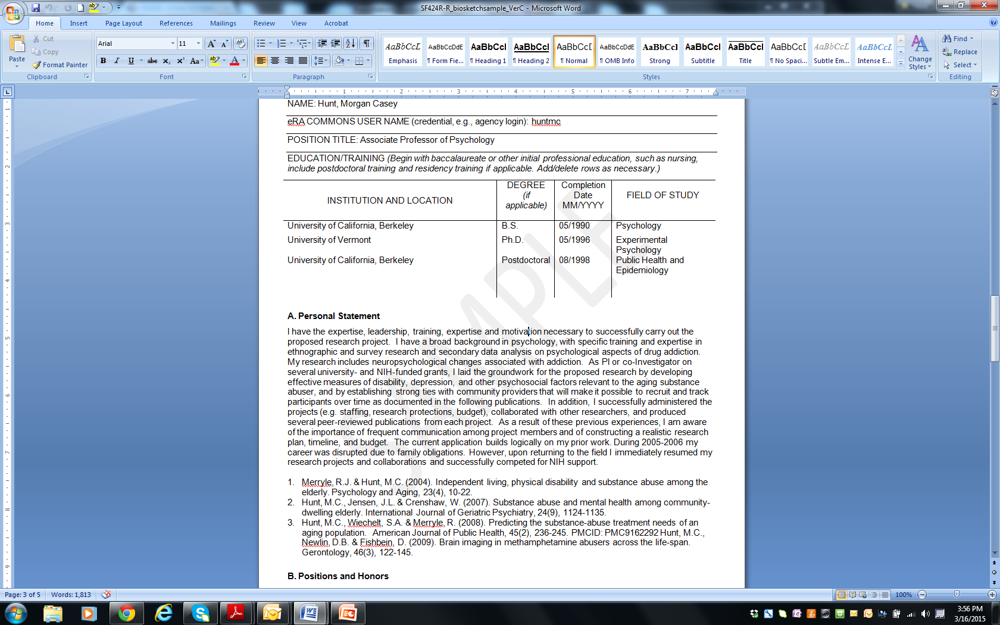 SF424R-R_biosketchsample_VerC - Microsoft Word
Home Insert Page Layout References Mailings Review View Acrobat
Paste
Cut
Copy
Format Painter
Clipboard
Arial 11
Font
Paragraph
AaBbCcL AaBbCcDdE AaBbCcI AaBbCcI AaBbCcD AaBbCcDdE AaBbCcI AaBbCcI AaBbCcI AaBbCcD AaBbCcL AaBbCcL
Emphasis ¶ Form Fie... ¶ Heading 1 ¶ Heading 2 ¶ Normal ¶ OMB Info Strong Subtitle Title ¶ No Spaci... Subtle Em... Intense E...
Styles
Change Styles
Find
Replace
Select
Editing
1 2 3 4 5 6 7
NAME: Hunt, Morgan Casey
eRA COMMONS USER NAME (credential, e.g., agency login): huntmc
POSITION TITLE: Associate Professor of Psychology
EDUCATION/TRAINING (Begin with baccalaureate or other initial professional education, such as nursing,
include postdoctoral training and residency training if applicable. Add/delete rows as necessary.)
INSTITUTION AND LOCATION
DEGREE
(if
applicable)
Completion
Date
MM/YYYY
FIELD OF STUDY
University of California, Berkeley B.S. 05/1990 Psychology
University of Vermont Ph.D. 05/1996 Experimental
Psychology
University of California, Berkeley Postdoctoral 08/1998 Public Health and
Epidemiology
SAMPLE
A. Personal Statement
I have the expertise, leadership, training, expertise and motivation necessary to successfully carry out the
proposed research project. I have a broad background in psychology, with specific training and expertise in
ethnographic and survey research and secondary data analysis on psychological aspects of drug addiction.
My research includes neuropsychological changes associated with addiction. As PI or co-Investigator on
several university- and NIH-funded grants, I laid the groundwork for the proposed research by developing
effective measures of disability, depression, and other psychosocial factors relevant to the aging substance
abuser, and by establishing strong ties with community providers that will make it possible to recruit and track
participants over time as documented in the following publications. In addition, I successfully administered the
projects (e.g. staffing, research protections, budget), collaborated with other researchers, and produced
several peer-reviewed publications from each project. As a result of these previous experiences, I am aware
of the importance of frequent communication among project members and of constructing a realistic research
plan, timeline, and budget. The current application builds logically on my prior work. During 2005-2006 my
career was disrupted due to family obligations. However, upon returning to the field I immediately resumed my
research projects and collaborations and successfully competed for NIH support.
1. Merryle, R.J. & Hunt, M.C. (2004). Independent living, physical disability and substance abuse among the
elderly. Psychology and Aging, 23(4), 10-22.
2. Hunt, M.C., Jensen, J.L. & Crenshaw, W. (2007). Substance abuse and mental health among community-
dwelling elderly. International Journal of Geriatric Psychiatry, 24(9), 1124-1135.
3. Hunt, M.C., Wiechelt, S.A. & Merryle, R. (2008). Predicting the substance-abuse treatment needs of an
aging population. American Journal of Public Health, 45(2), 236-245. PMCID: PMC9162292 Hunt, M.C.,
Newlin, D.B. & Fishbein, D. (2009). Brain imaging in methamphetamine abusers across the life-span.
Gerontology, 46(3), 122-145.
B. Positions and Honors
Page: 3 of 5 Words: 1,813 100%
3:56 PM
3/16/2015